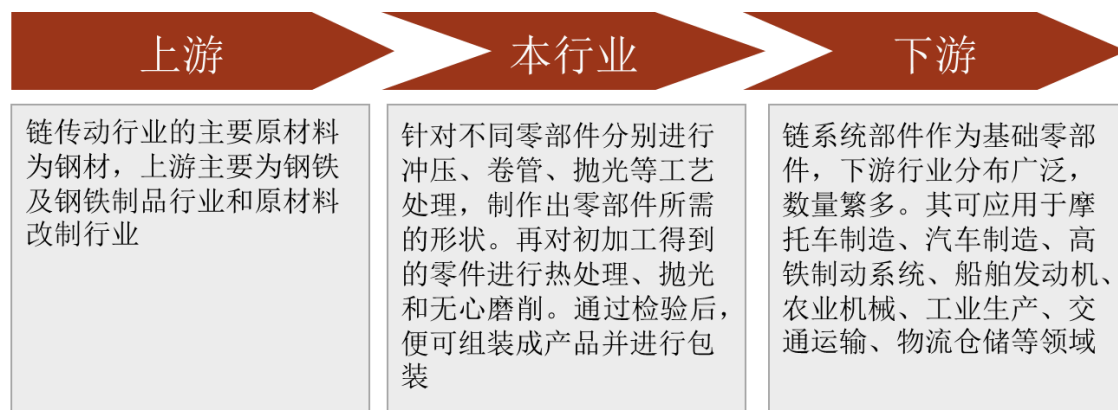 上游
本行业
下游
链传动行业的主要原材料
为钢材，上游主要为钢铁
及钢铁制品行业和原材料
改制行业
针对不同零部件分别进行
冲压、卷管、抛光等工艺
处理，制作出零部件所需
的形状。再对初加工得到
的零件进行热处理、抛光
和无心磨削。通过检验后，
便可组装成产品并进行包
装
链系统部件作为基础零部
件，下游行业分布广泛，
数量繁多。其可应用于摩
托车制造、汽车制造、高
铁制动系统、船舶发动机、
农业机械、工业生产、交
通运输、物流仓储等领域